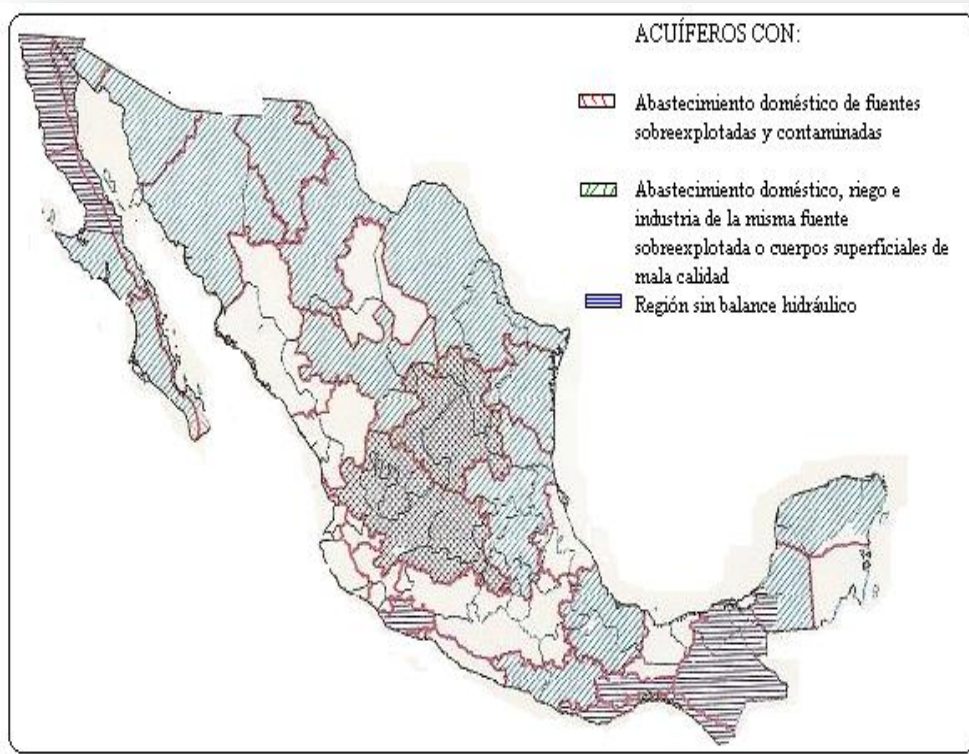 ACUÍFEROS CON:
Abastecimiento doméstico de fuentes
sobreexplotadas y contaminadas
Abastecimiento doméstico, riego e
industria de la misma fuente
sobreexplotada o cuerpos superficiales de
mala calidad
Región sin balance hidráulico